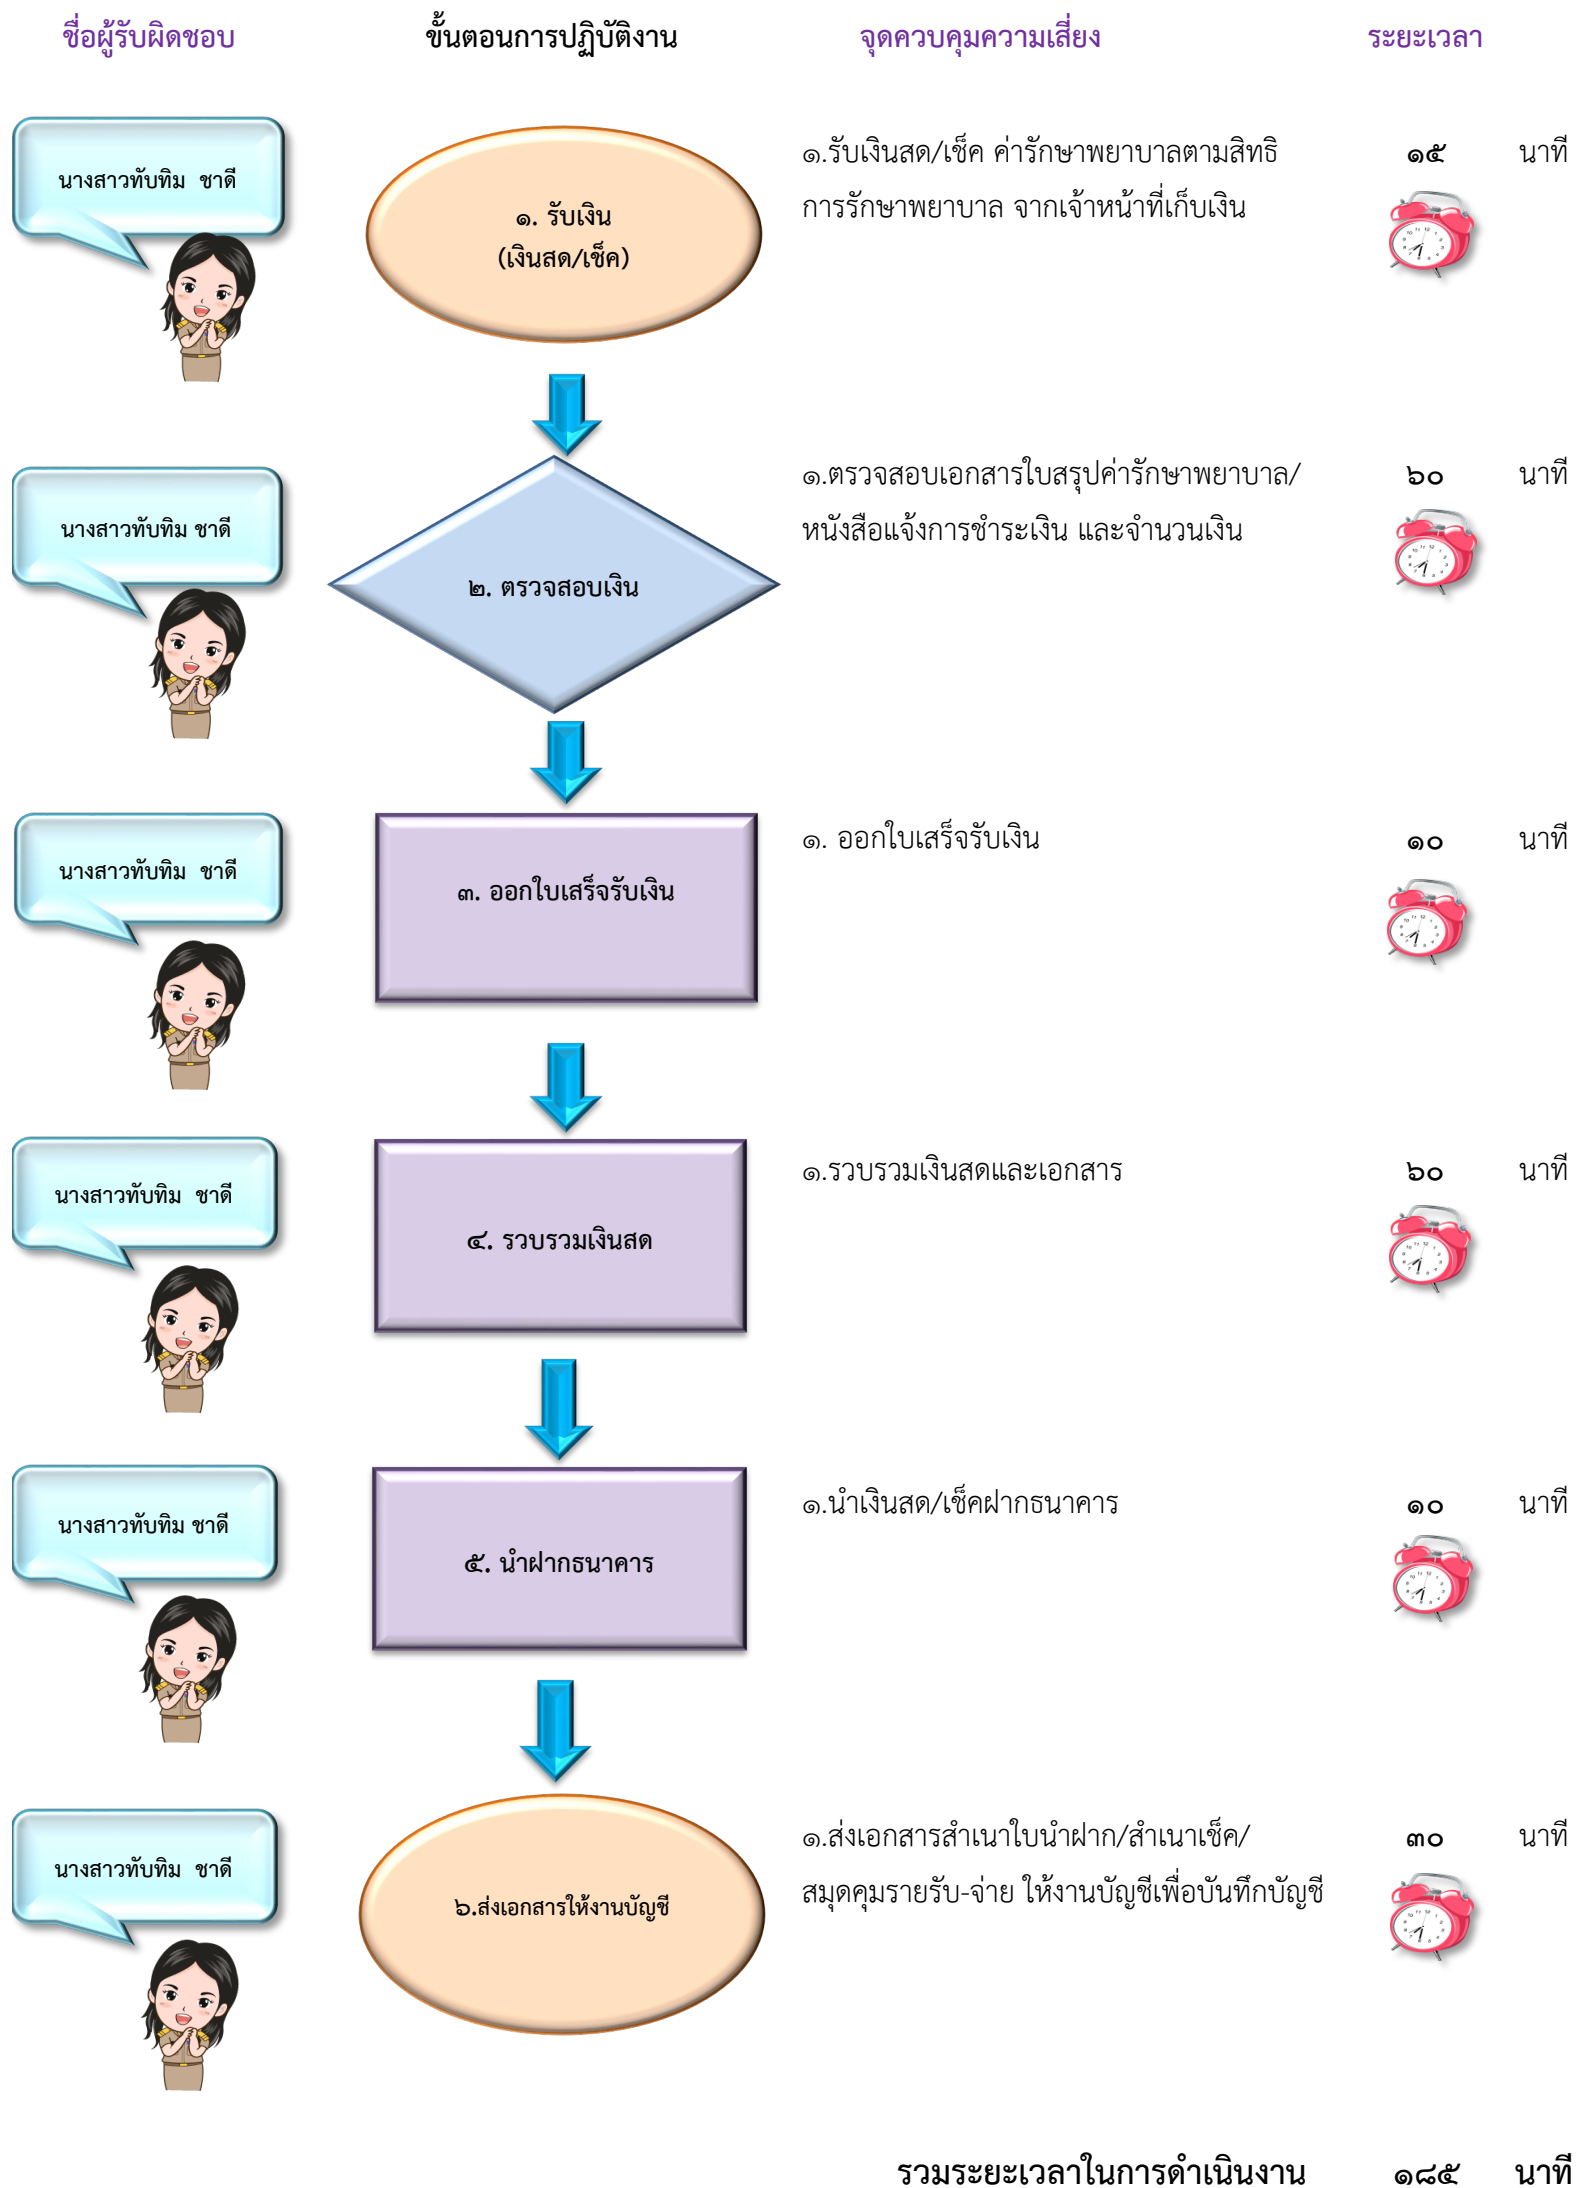 ชื่อผู้รับผิดชอบ ขั้นตอนการปฏิบัติงาน จุดควบคุมความเสี่ยง ระยะเวลา
นางสาวทับทิม ชาดี
๑. รับเงิน
(เงินสด/เช็ค)
๑.รับเงินสด/เช็ค ค่ารักษาพยาบาลตามสิทธิ
การรักษาพยาบาล จากเจ้าหน้าที่เก็บเงิน
๑๕ นาที
นางสาวทับทิม ชาดี
๒. ตรวจสอบเงิน
๑.ตรวจสอบเอกสารใบสรุปค่ารักษาพยาบาล/
หนังสือแจ้งการชำระเงิน และจำนวนเงิน
๖๐ นาที
นางสาวทับทิม ชาดี
๓. ออกใบเสร็จรับเงิน
๑. ออกใบเสร็จรับเงิน
๑๐ นาที
นางสาวทับทิม ชาดี
๔. รวบรวมเงินสด
๑.รวบรวมเงินสดและเอกสาร
๖๐ นาที
นางสาวทับทิม ชาดี
๕. นำฝากธนาคาร
๑.นำเงินสด/เช็คฝากธนาคาร
๑๐ นาที
นางสาวทับทิม ชาดี
๖.ส่งเอกสารให้งานบัญชี
๑.ส่งเอกสารสำเนาใบนำฝาก/สำเนาเช็ค/
สมุดคุมรายรับ-จ่าย ให้งานบัญชีเพื่อบันทึกบัญชี
๓๐ นาที
รวมระยะเวลาในการดำเนินงาน ๑๘๕ นาที